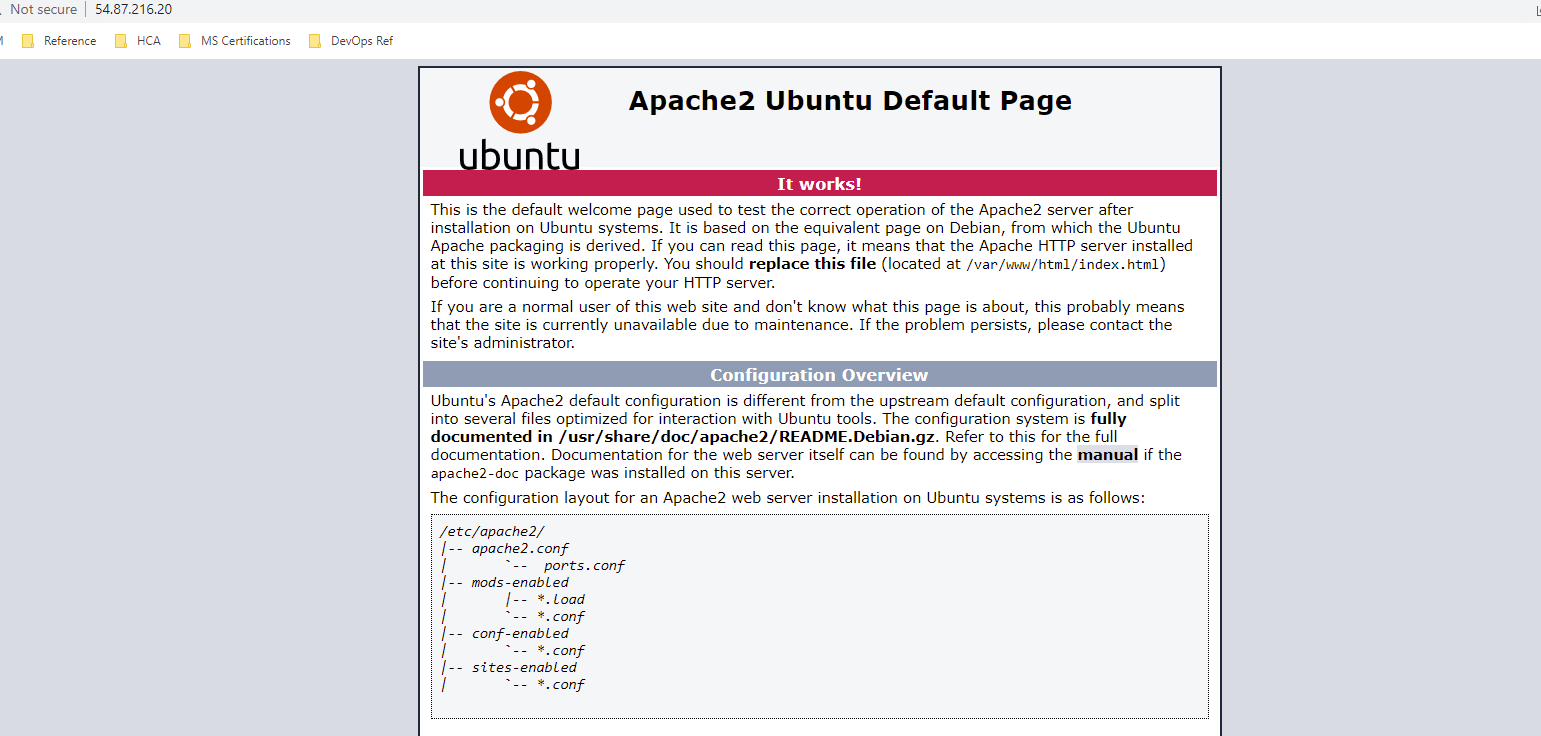 Not secure 54.87.216.20
Reference HCA MS Certifications DevOps Ref
ubuntu
Apache2 Ubuntu Default Page
It works!
This is the default welcome page used to test the correct operation of the Apache2 server after
installation on Ubuntu systems. It is based on the equivalent page on Debian, from which the Ubuntu
Apache packaging is derived. If you can read this page, it means that the Apache HTTP server installed
at this site is working properly. You should replace this file (located at /var/www/html/index.html)
before continuing to operate your HTTP server.
If you are a normal user of this web site and don't know what this page is about, this probably means
that the site is currently unavailable due to maintenance. If the problem persists, please contact the
site's administrator.
Configuration Overview
Ubuntu's Apache2 default configuration is different from the upstream default configuration, and split
into several files optimized for interaction with Ubuntu tools. The configuration system is fully
documented in /usr/share/doc/apache2/README.Debian.gz. Refer to this for the full
documentation. Documentation for the web server itself can be found by accessing the manual if the
apache2-doc package was installed on this server.
The configuration layout for an Apache2 web server installation on Ubuntu systems is as follows:
/etc/apache2/
|-- apache2.conf
|       `--  ports.conf
|-- mods-enabled
|       |-- *.load
|       `-- *.conf
|-- conf-enabled
|       `-- *.conf
|-- sites-enabled
|       `-- *.conf